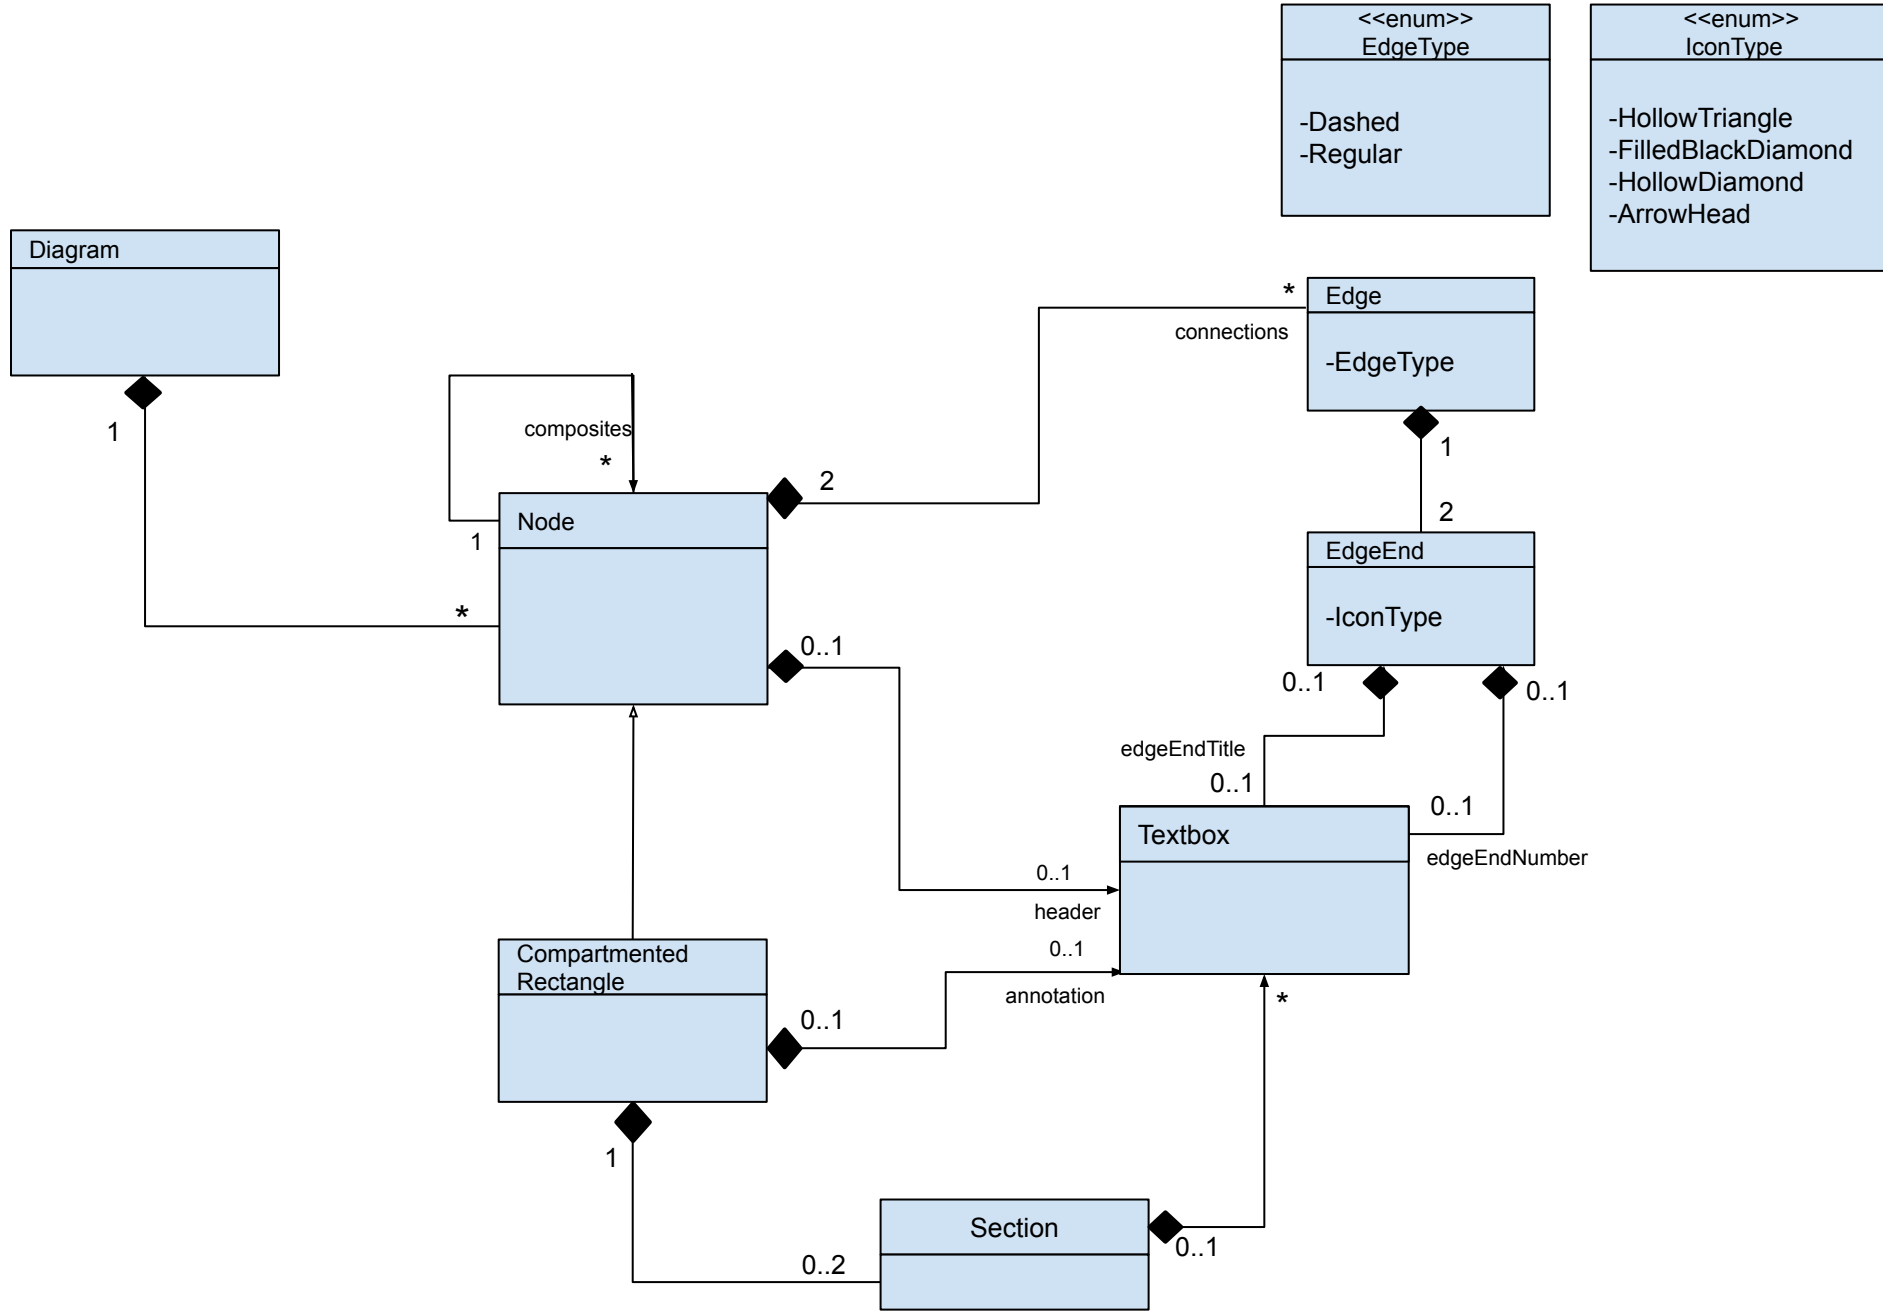 <<enum>>
EdgeType
-Dashed
-Regular
<<enum>>
IconType
-HollowTriangle
-FilledBlackDiamond
-HollowDiamond
-ArrowHead
Diagram
1
*
composites
*
1
Node
2
*
connections
Edge
-EdgeType
1
2
EdgeEnd
-IconType
0..1
0..1
edgeEndTitle
0..1
0..1
edgeEndNumber
0..1
0..1
header
Textbox
Compartmented
Rectangle
0..1
0..1
annotation
*
1
0..2
Section
0..1